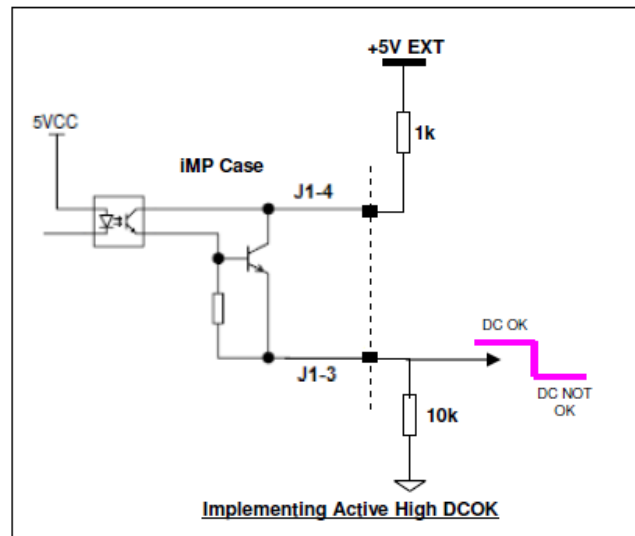 +5V EXT
1k
5VCC
iMP Case
J1-4
DC OK
J1-3
DC NOT
OK
10k
Implementing Active High DCOK